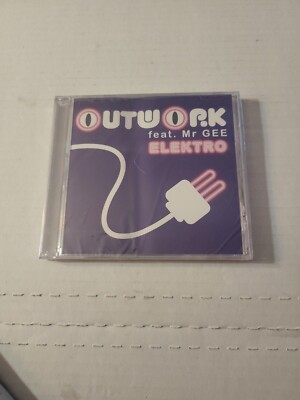 OUTWORK
feat. Mr GEE
ELEKTRO